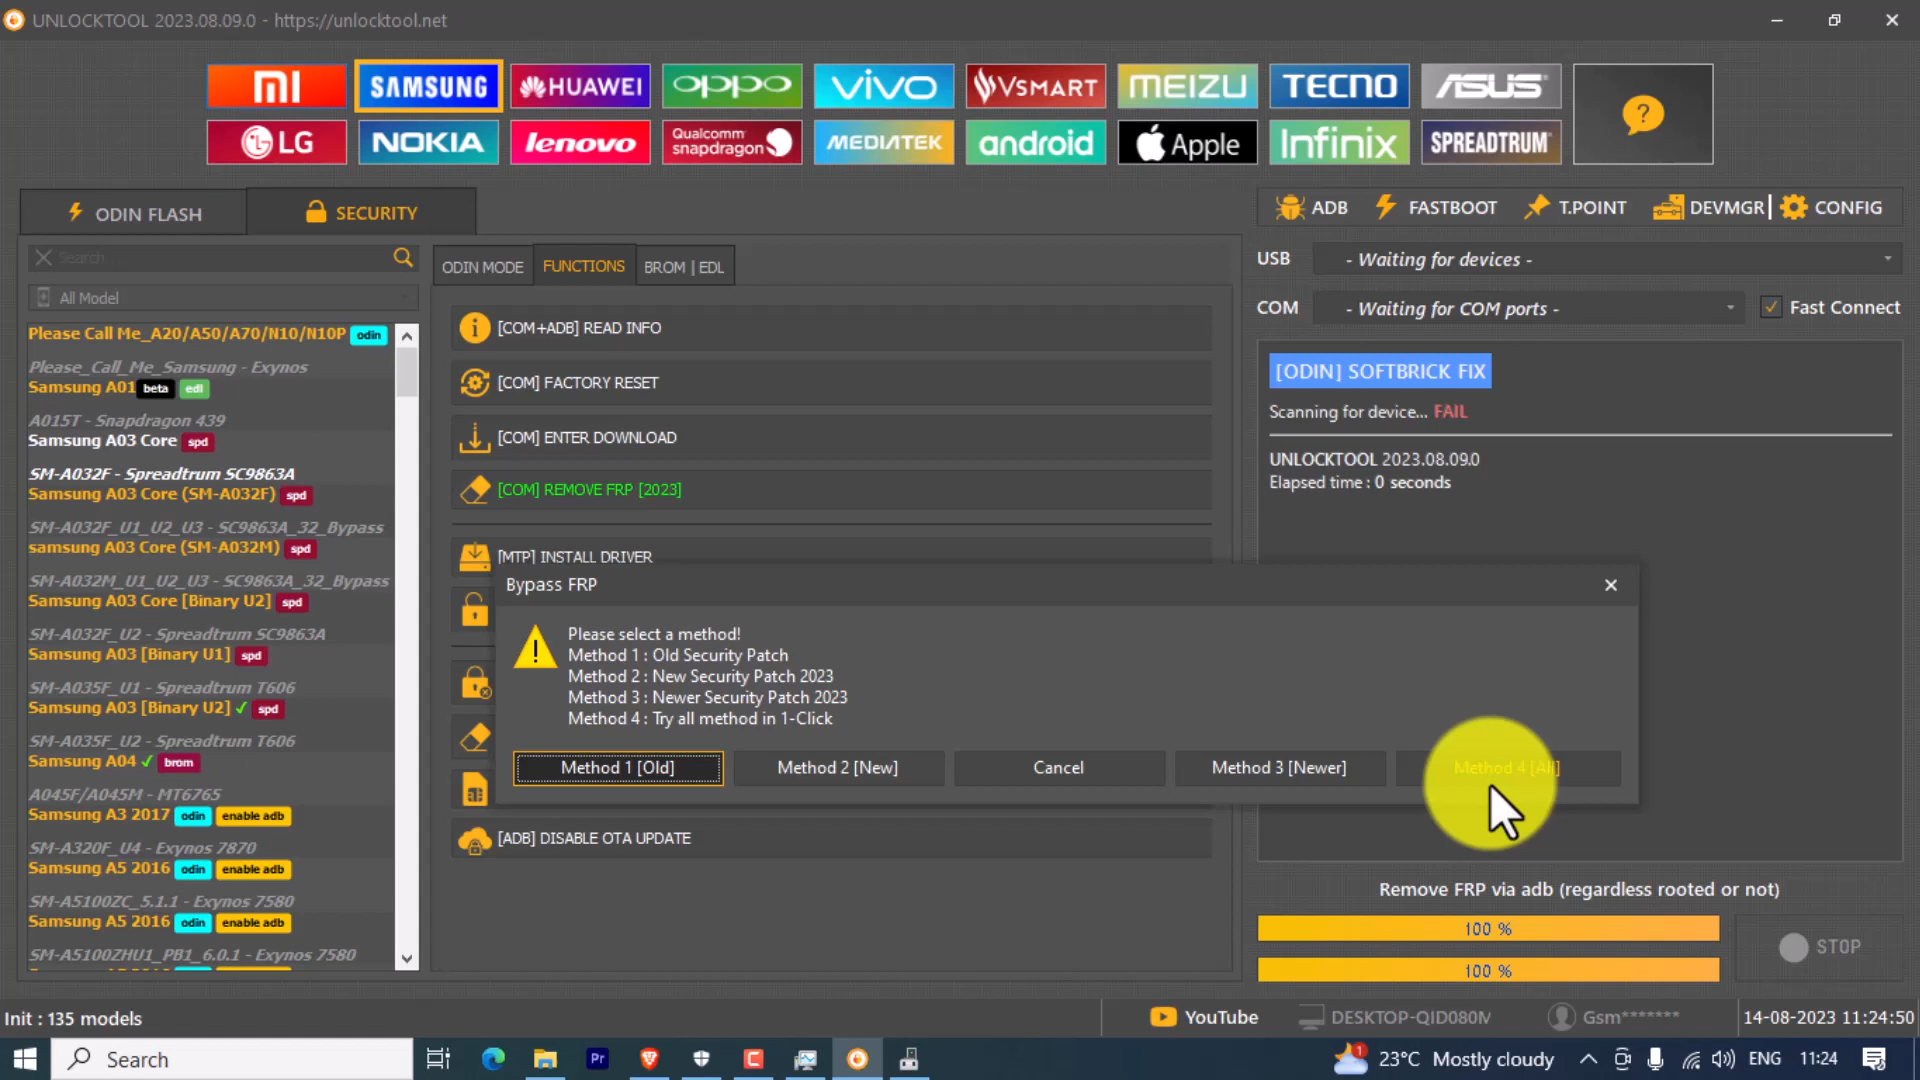 UNLOCKTOOL 2023.08.09.0 - https://unlocktool.net
MI
SAMSUNG
HUAWEI
oppo
vivo
VSMART
MEIZU
TECNO
ASUS
?
LG
NOKIA
lenovo
Qualcomm
snapdragon
MEDIATEK
android
Apple
Infinix
SPREADTRUM
ODIN FLASH
SECURITY
ADB
FASTBOOT
T.POINT
DEVMGR
CONFIG
Search...
All Model
ODIN MODE
FUNCTIONS
BROM | EDL
USB
- Waiting for devices -
COM
- Waiting for COM ports -
Fast Connect
Please Call Me_A20/A50/A70/N10/N10P odin
Please_Call_Me_Samsung - Exynos
Samsung A01 beta edl
A015T - Snapdragon 439
Samsung A03 Core spd
SM-A032F - Spreadtrum SC9863A
Samsung A03 Core (SM-A032F) spd
SM-A032F_U1_U2_U3 - SC9863A_32_Bypass
samsung A03 Core (SM-A032M) spd
SM-A032M_U1_U2_U3 - SC9863A_32_Bypass
Samsung A03 Core [Binary U2] spd
SM-A032F_U2 - Spreadtrum SC9863A
Samsung A03 [Binary U1] spd
SM-A035F_U1 - Spreadtrum T606
Samsung A03 [Binary U2] ✓ spd
SM-A035F_U2 - Spreadtrum T606
Samsung A04 ✓ brom
A045F/A045M - MT6765
Samsung A3 2017 odin enable adb
SM-A320F_U4 - Exynos 7870
Samsung A5 2016 odin enable adb
SM-A5100ZC_5.1.1 - Exynos 7580
Samsung A5 2016 odin enable adb
SM-A5100ZHU1_PB1_6.0.1 - Exynos 7580
[COM+ADB] READ INFO
[COM] FACTORY RESET
[COM] ENTER DOWNLOAD
[COM] REMOVE FRP [2023]
[MTP] INSTALL DRIVER
[ADB] DISABLE OTA UPDATE
[ODIN] SOFTBRICK FIX
Scanning for device... FAIL
UNLOCKTOOL 2023.08.09.0
Elapsed time : 0 seconds
Bypass FRP
Please select a method!
Method 1 : Old Security Patch
Method 2 : New Security Patch 2023
Method 3 : Newer Security Patch 2023
Method 4 : Try all method in 1-Click
Method 1 [Old]
Method 2 [New]
Cancel
Method 3 [Newer]
Method 4 [All]
Remove FRP via adb (regardless rooted or not)
100 %
100 %
STOP
Init : 135 models
YouTube
DESKTOP-QID080M
Gsm*******
14-08-2023 11:24:50
Search
Pr
C
1
23°C Mostly cloudy
ENG
11:24